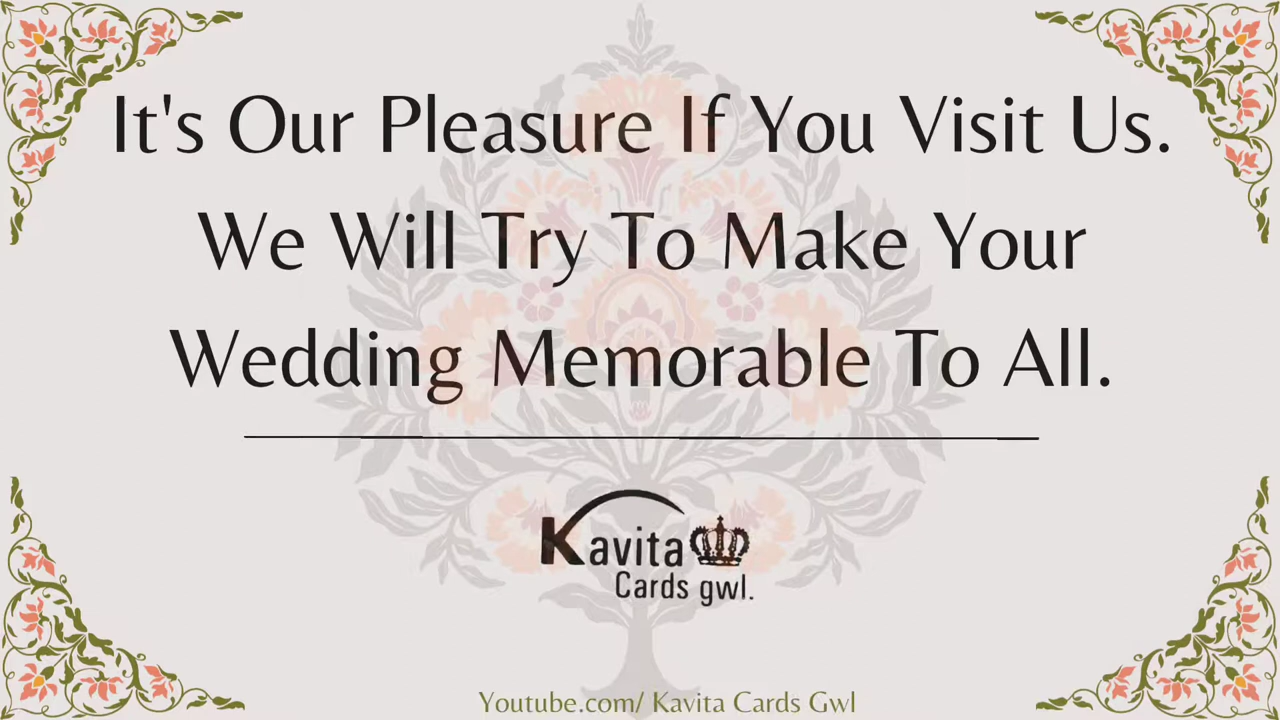 It's Our Pleasure If You Visit Us.
We Will Try To Make Your
Wedding Memorable To All.
Kavita
Cards gwl.
Youtube.com/ Kavita Cards Gwl